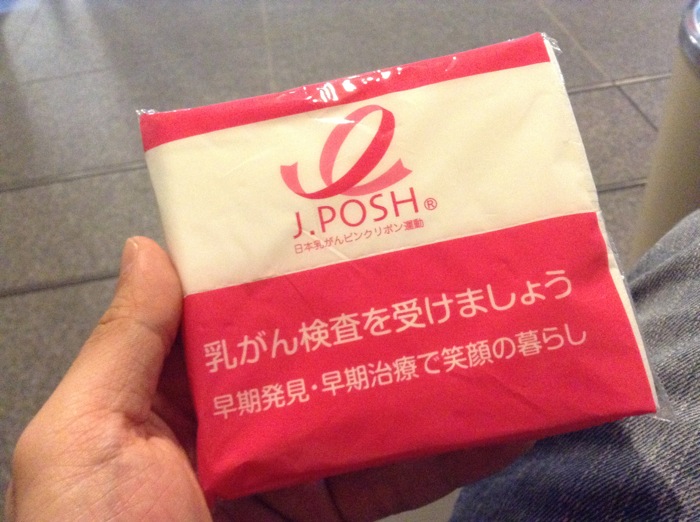 J.POSH®
日本乳がんピンクリボン運動
乳がん検査を受けましょう
早期発見・早期治療で笑顔の暮らし